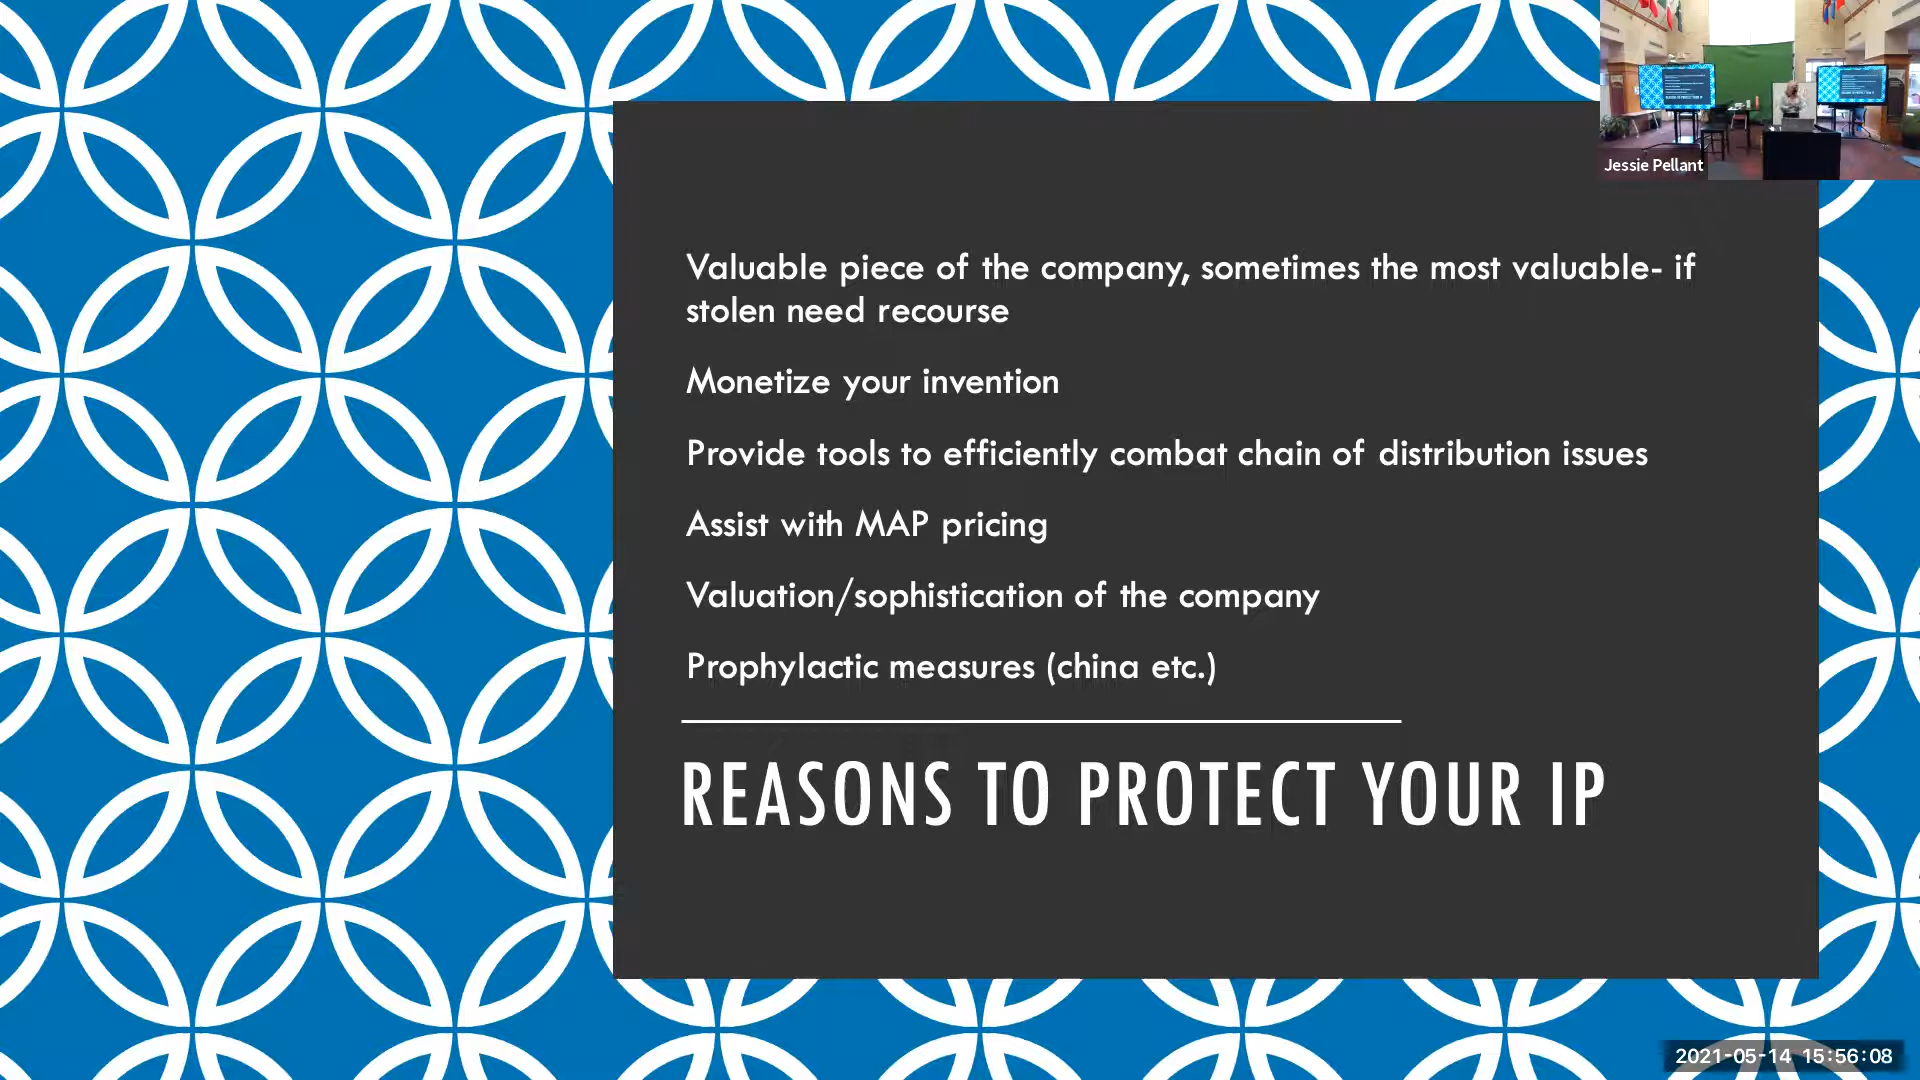 Jessie Pellant
Valuable piece of the company, sometimes the most valuable- if
stolen need recourse
Monetize your invention
Provide tools to efficiently combat chain of distribution issues
Assist with MAP pricing
Valuation/sophistication of the company
Prophylactic measures (china etc.)
REASONS TO PROTECT YOUR IP
2021-05-14 15:56:08